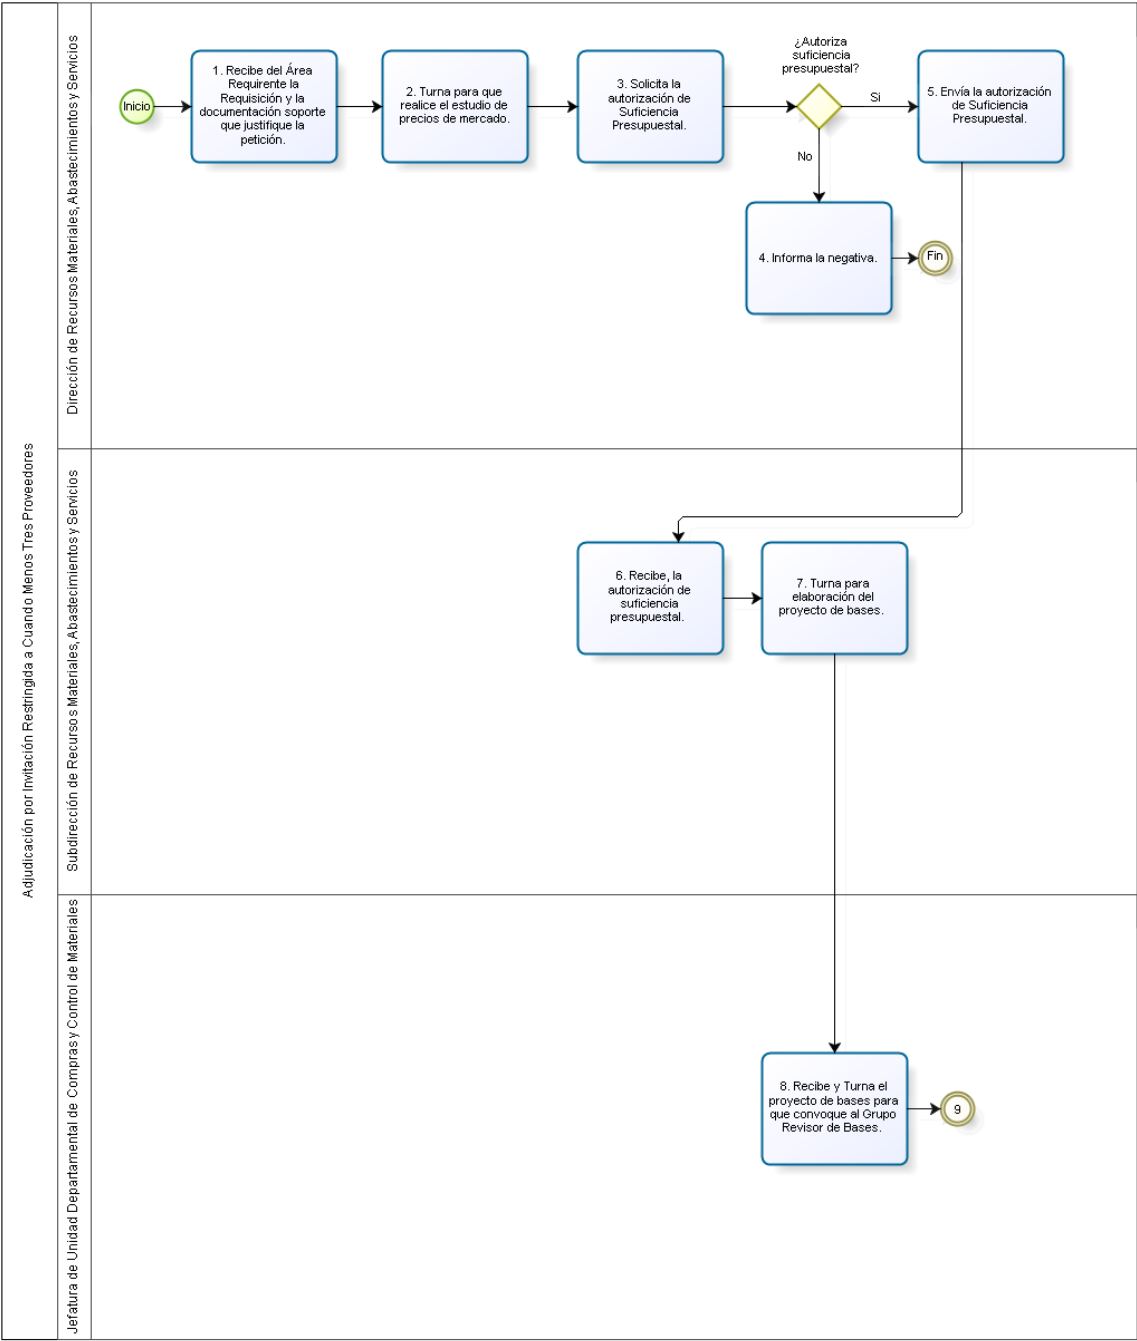 Adjudicación por Invitación Restringida a Cuando Menos Tres Proveedores
Dirección de Recursos Materiales, Abastecimientos y Servicios
Inicio
1. Recibe del Área
Requirente la
Requisición y la
documentación soporte
que justifique la
petición.
2. Turna para que
realice el estudio de
precios de mercado.
3. Solicita la
autorización de
Suficiencia
Presupuestal.
¿Autoriza
suficiencia
presupuestal?
Si
No
5. Envía la autorización
de Suficiencia
Presupuestal.
4. Informa la negativa.
Fin
Subdirección de Recursos Materiales, Abastecimientos y Servicios
6. Recibe, la
autorización de
suficiencia
presupuestal.
7. Turna para
elaboración del
proyecto de bases.
Jefatura de Unidad Departamental de Compras y Control de Materiales
8. Recibe y Turna el
proyecto de bases para
que convoque al Grupo
Revisor de Bases.
9